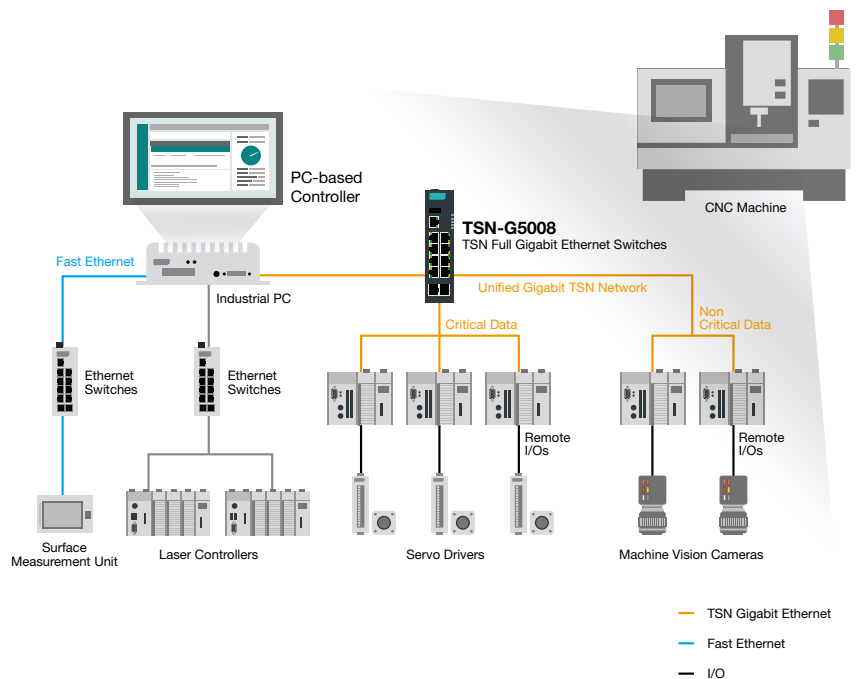 CNC Machine
PC-based
Controller
TSN-G5008
TSN Full Gigabit Ethernet Switches
Fast Ethernet
Industrial PC
Unified Gigabit TSN Network
Critical Data
Non
Critical Data
Ethernet
Switches
Ethernet
Switches
Remote
I/Os
Remote
I/Os
Surface
Measurement Unit
Laser Controllers
Servo Drivers
Machine Vision Cameras
TSN Gigabit Ethernet
Fast Ethernet
I/O